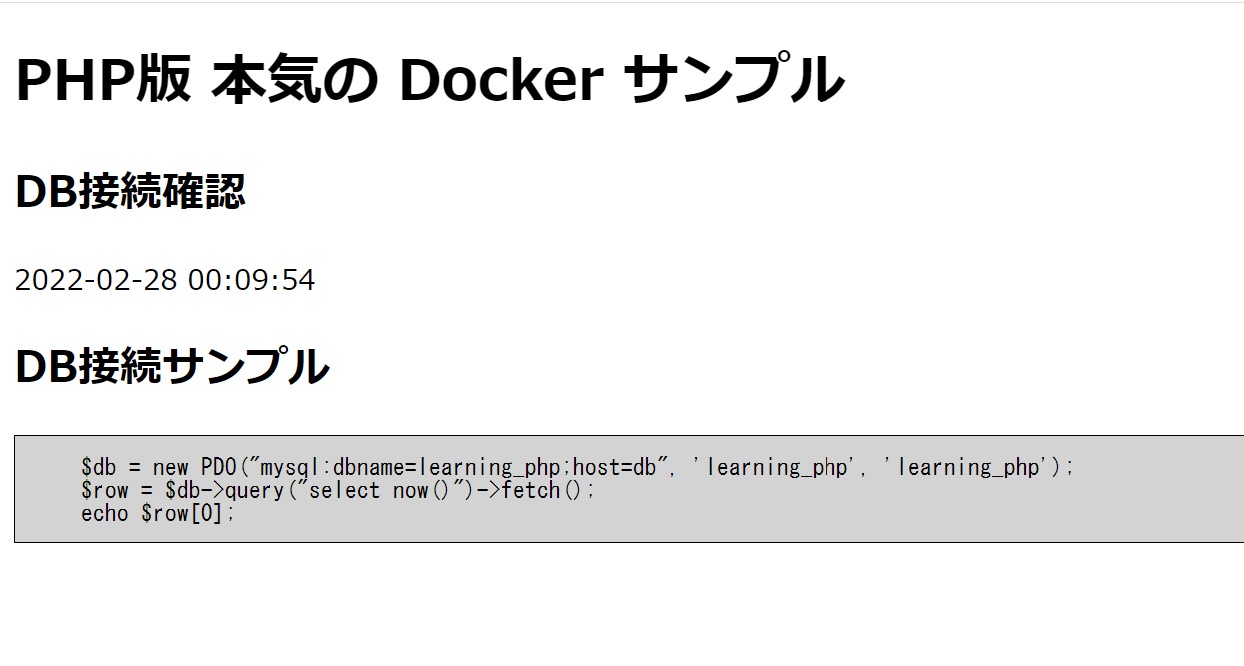 PHP版 本気の Docker サンプル
DB接続確認
2022-02-28 00:09:54
DB接続サンプル
$db = new PDO("mysql:dbname=learning_php;host=db", 'learning_php', 'learning_php');
$row = $db->query("select now()")->fetch();
echo $row[0];